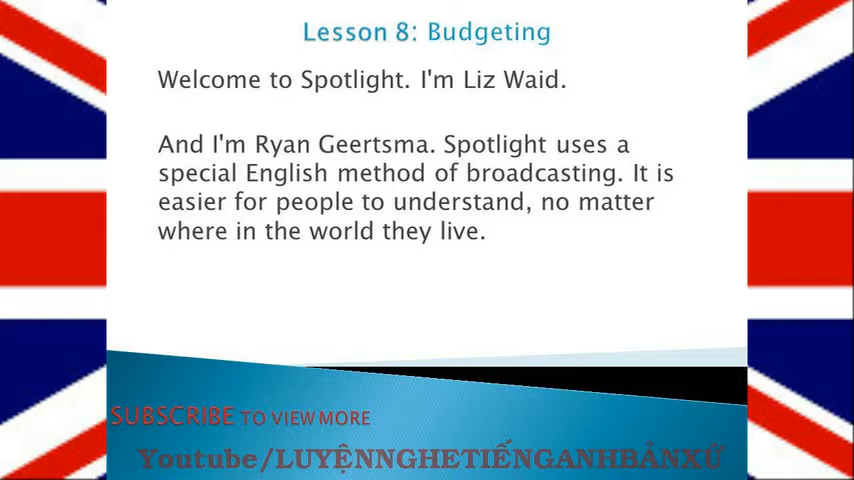 Lesson 8: Budgeting
Welcome to Spotlight. I'm Liz Waid.
And I'm Ryan Geertsma. Spotlight uses a
special English method of broadcasting. It is
easier for people to understand, no matter
where in the world they live.
SUBSCRIBE TO VIEW MORE
Youtube/LUYỆNNGHETIẾNGANHBẢNXỨ